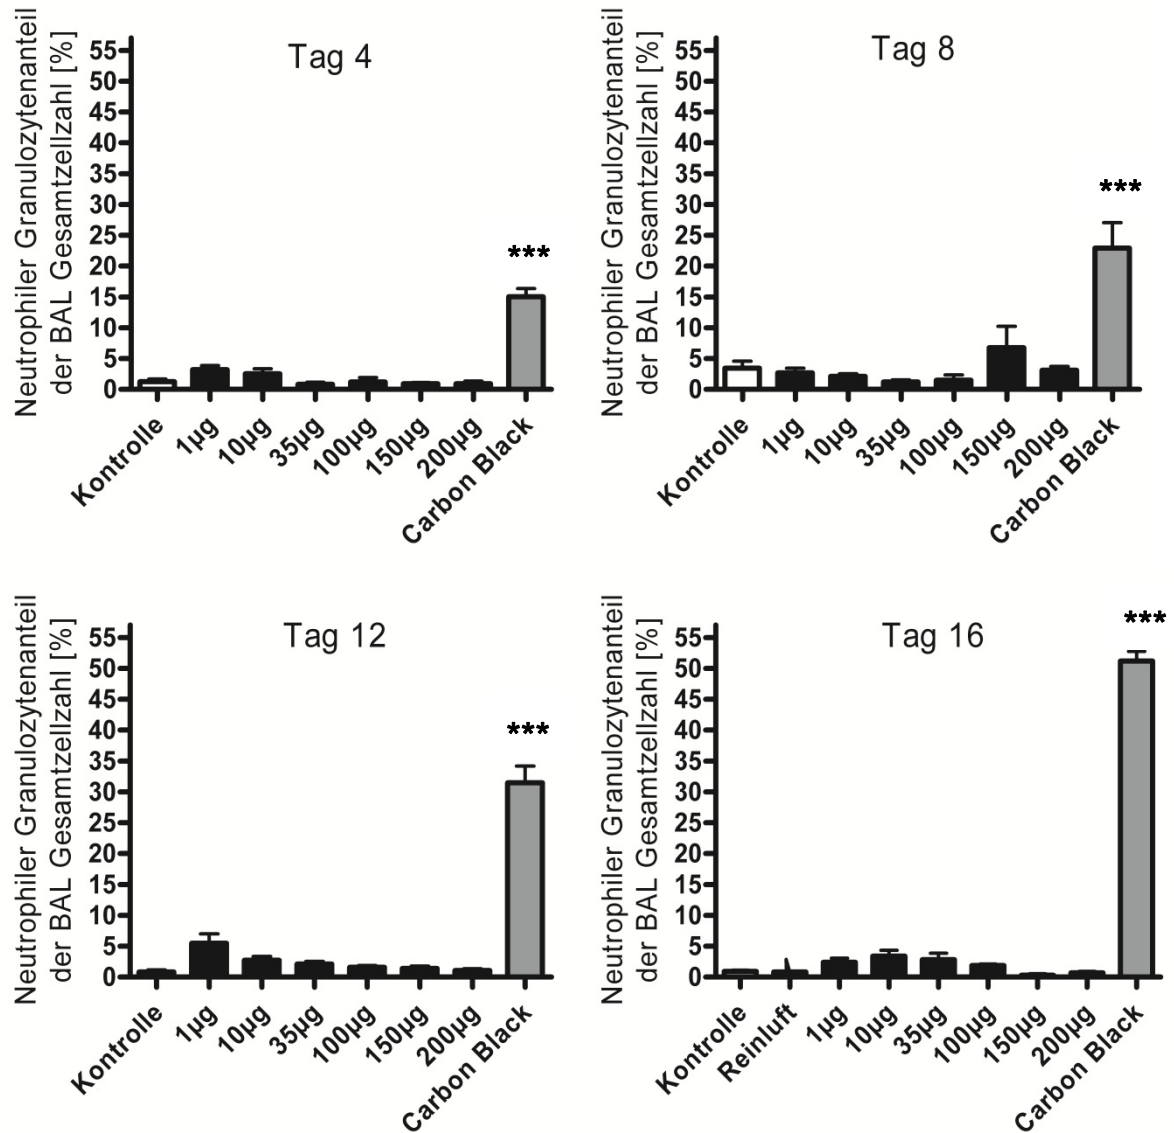 Neutrophiler Granulozytenanteil
der BAL Gesamtzellzahl [%]
Tag 4
55
50
45
40
35
30
25
20
15
10
5
0
***
Kontrolle
1µg
10µg
35µg
100µg
150µg
200µg
Carbon Black
Neutrophiler Granulozytenanteil
der BAL Gesamtzellzahl [%]
Tag 8
55
50
45
40
35
30
25
20
15
10
5
0
***
Kontrolle
1µg
10µg
35µg
100µg
150µg
200µg
Carbon Black
Neutrophiler Granulozytenanteil
der BAL Gesamtzellzahl [%]
Tag 12
55
50
45
40
35
30
25
20
15
10
5
0
***
Kontrolle
1µg
10µg
35µg
100µg
150µg
200µg
Carbon Black
Neutrophiler Granulozytenanteil
der BAL Gesamtzellzahl [%]
Tag 16
55
50
45
40
35
30
25
20
15
10
5
0
***
Kontrolle
Reinluft
1µg
10µg
35µg
100µg
150µg
200µg
Carbon Black